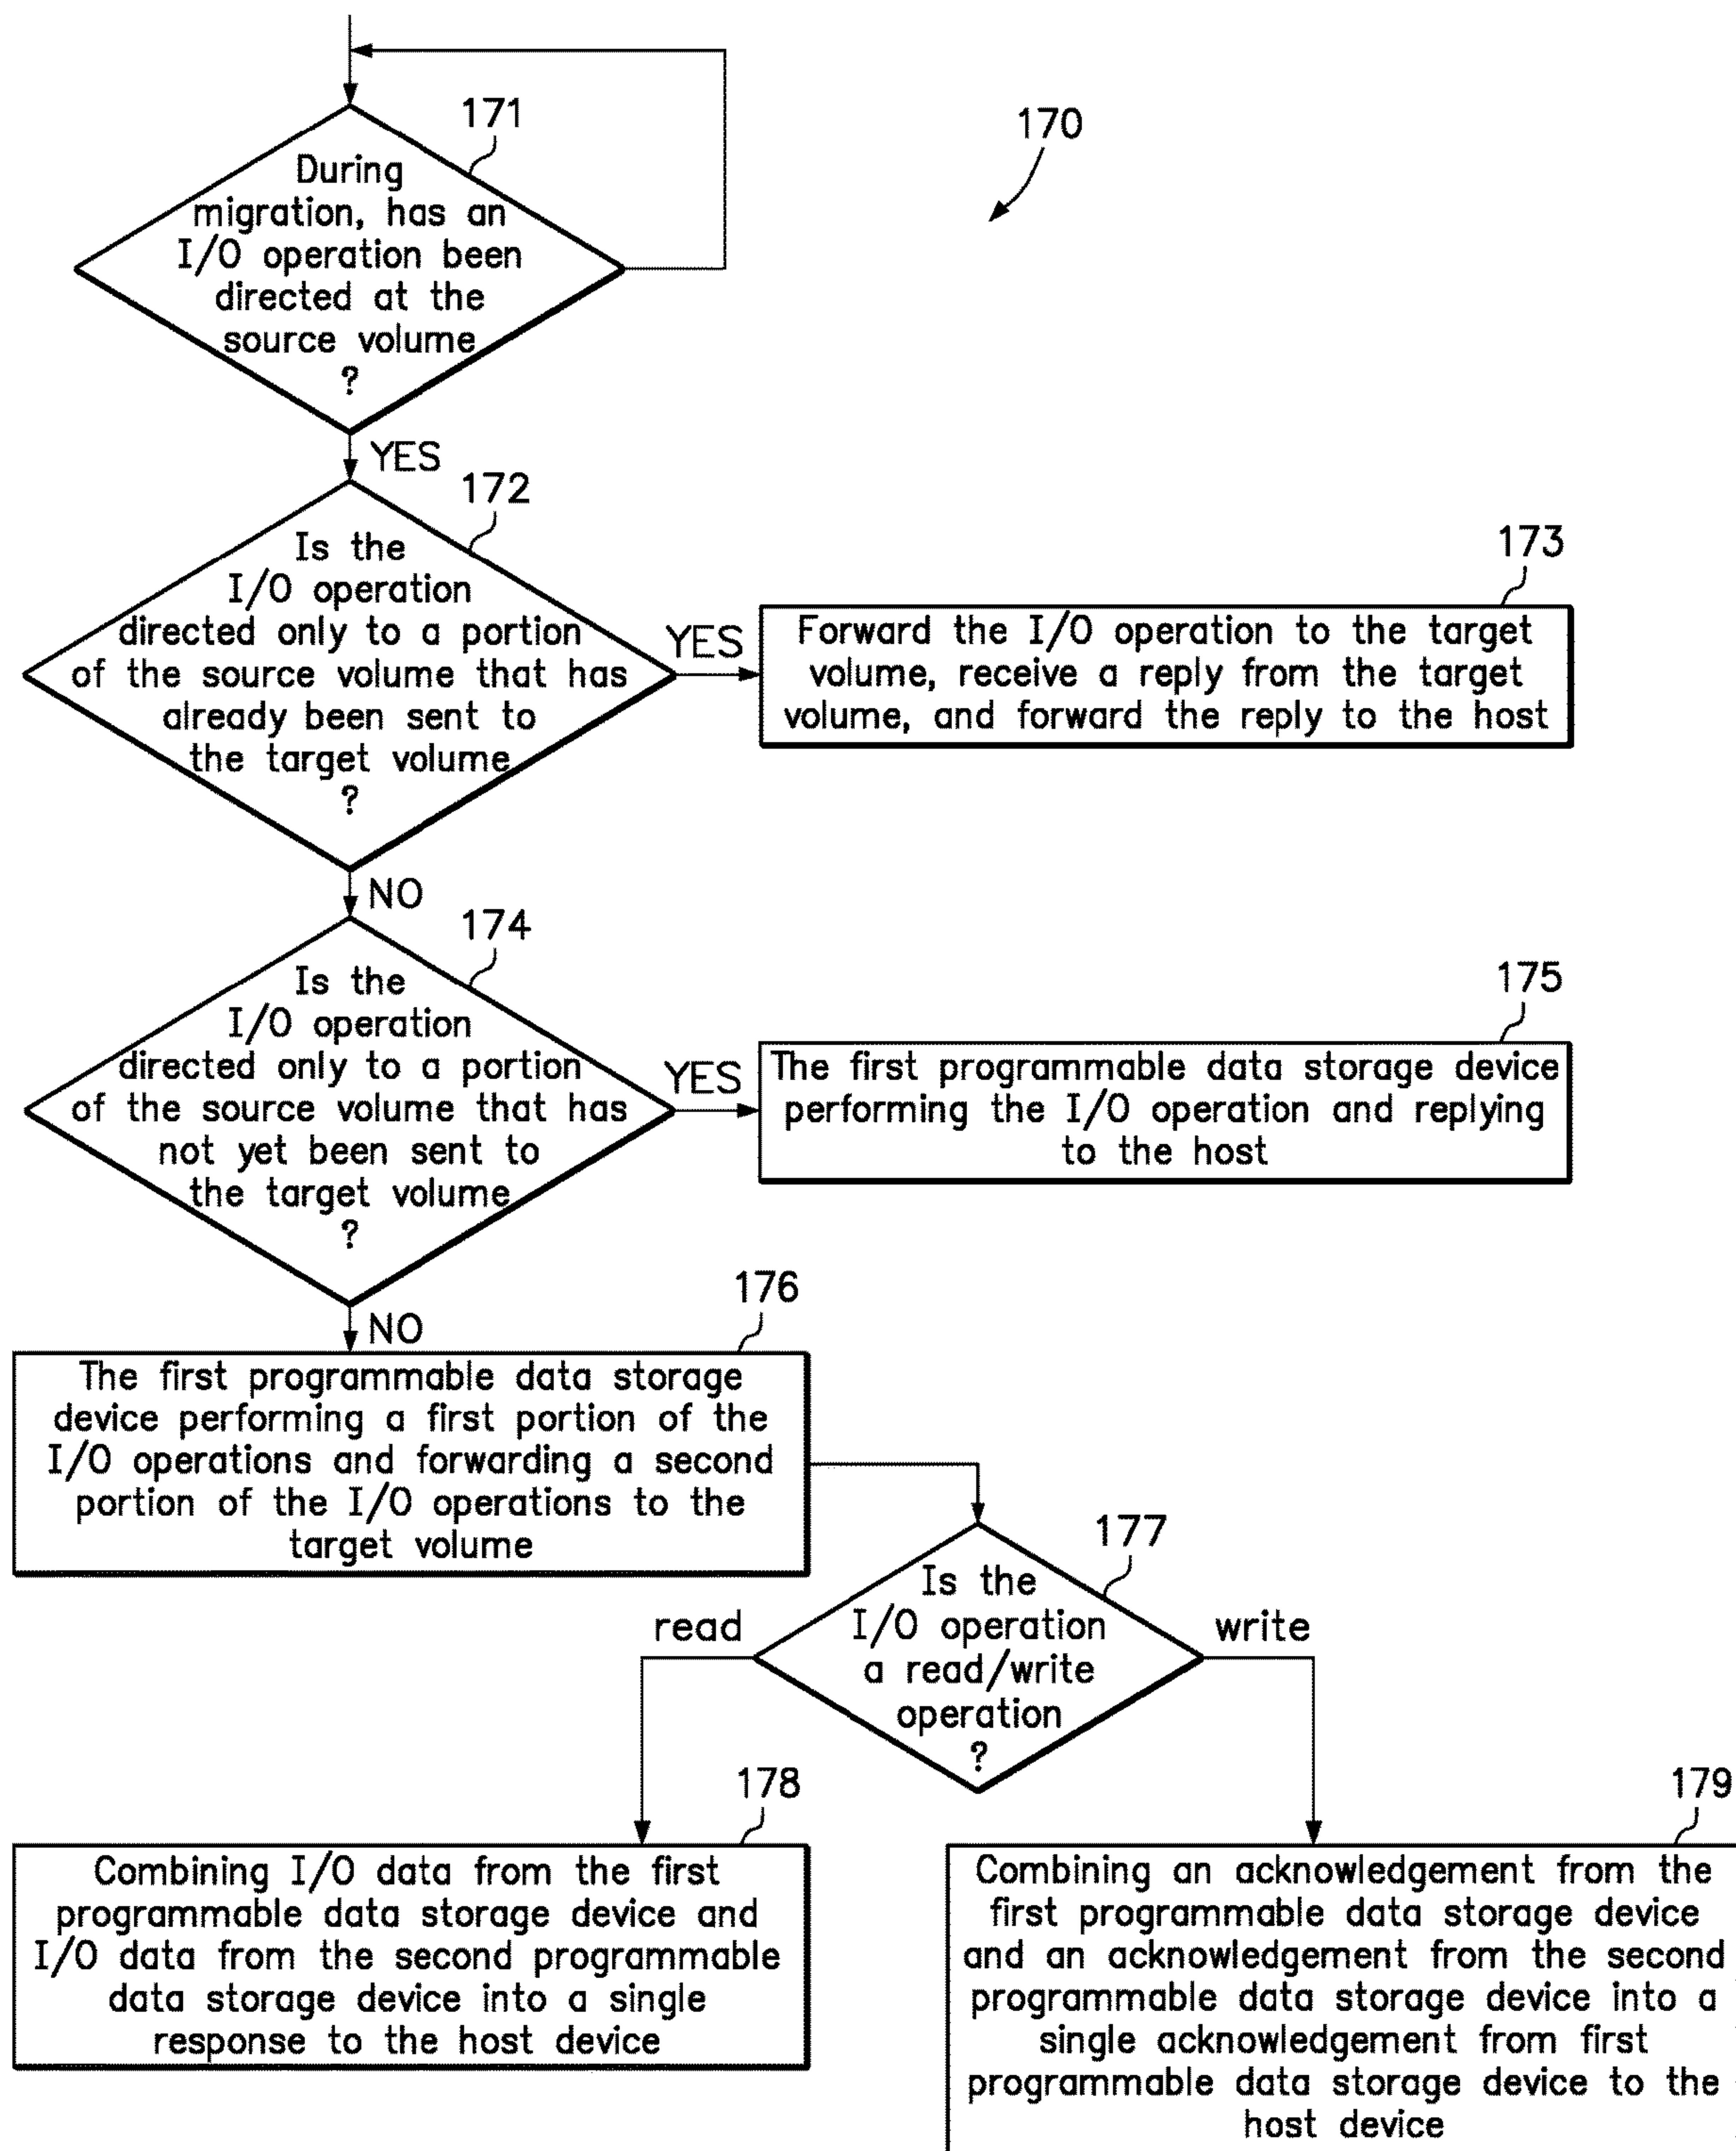 170
171
During
migration, has an
I/O operation been
directed at the
source volume
?
YES
172
Is the
I/O operation
directed only to a portion
of the source volume that has
already been sent to
the target volume
?
YES
173
Forward the I/O operation to the target
volume, receive a reply from the target
volume, and forward the reply to the host
NO
174
Is the
I/O operation
directed only to a portion
of the source volume that has
not yet been sent to
the target volume
?
YES
175
The first programmable data storage device
performing the I/O operation and replying
to the host
NO
176
The first programmable data storage
device performing a first portion of the
I/O operations and forwarding a second
portion of the I/O operations to the
target volume
177
Is the
I/O operation
a read/write
operation
?
read
write
178
Combining I/O data from the first
programmable data storage device and
I/O data from the second programmable
data storage device into a single
response to the host device
179
Combining an acknowledgement from the
first programmable data storage device
and an acknowledgement from the second
programmable data storage device into a
single acknowledgement from first
programmable data storage device to the
host device